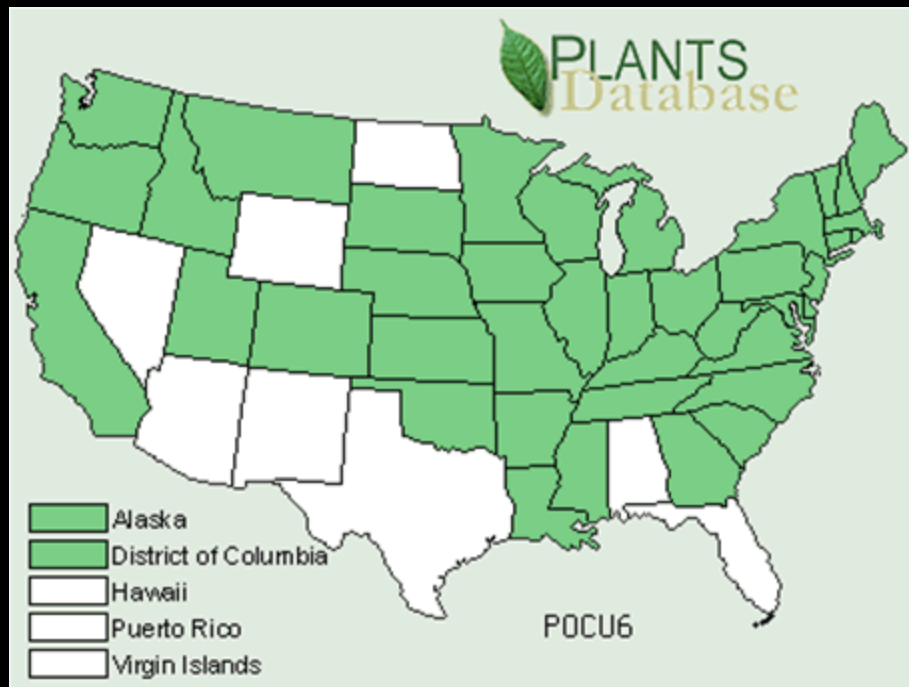 PLANTS
Database
Alaska
District of Columbia
Hawaii
Puerto Rico
Virgin Islands
POCU6